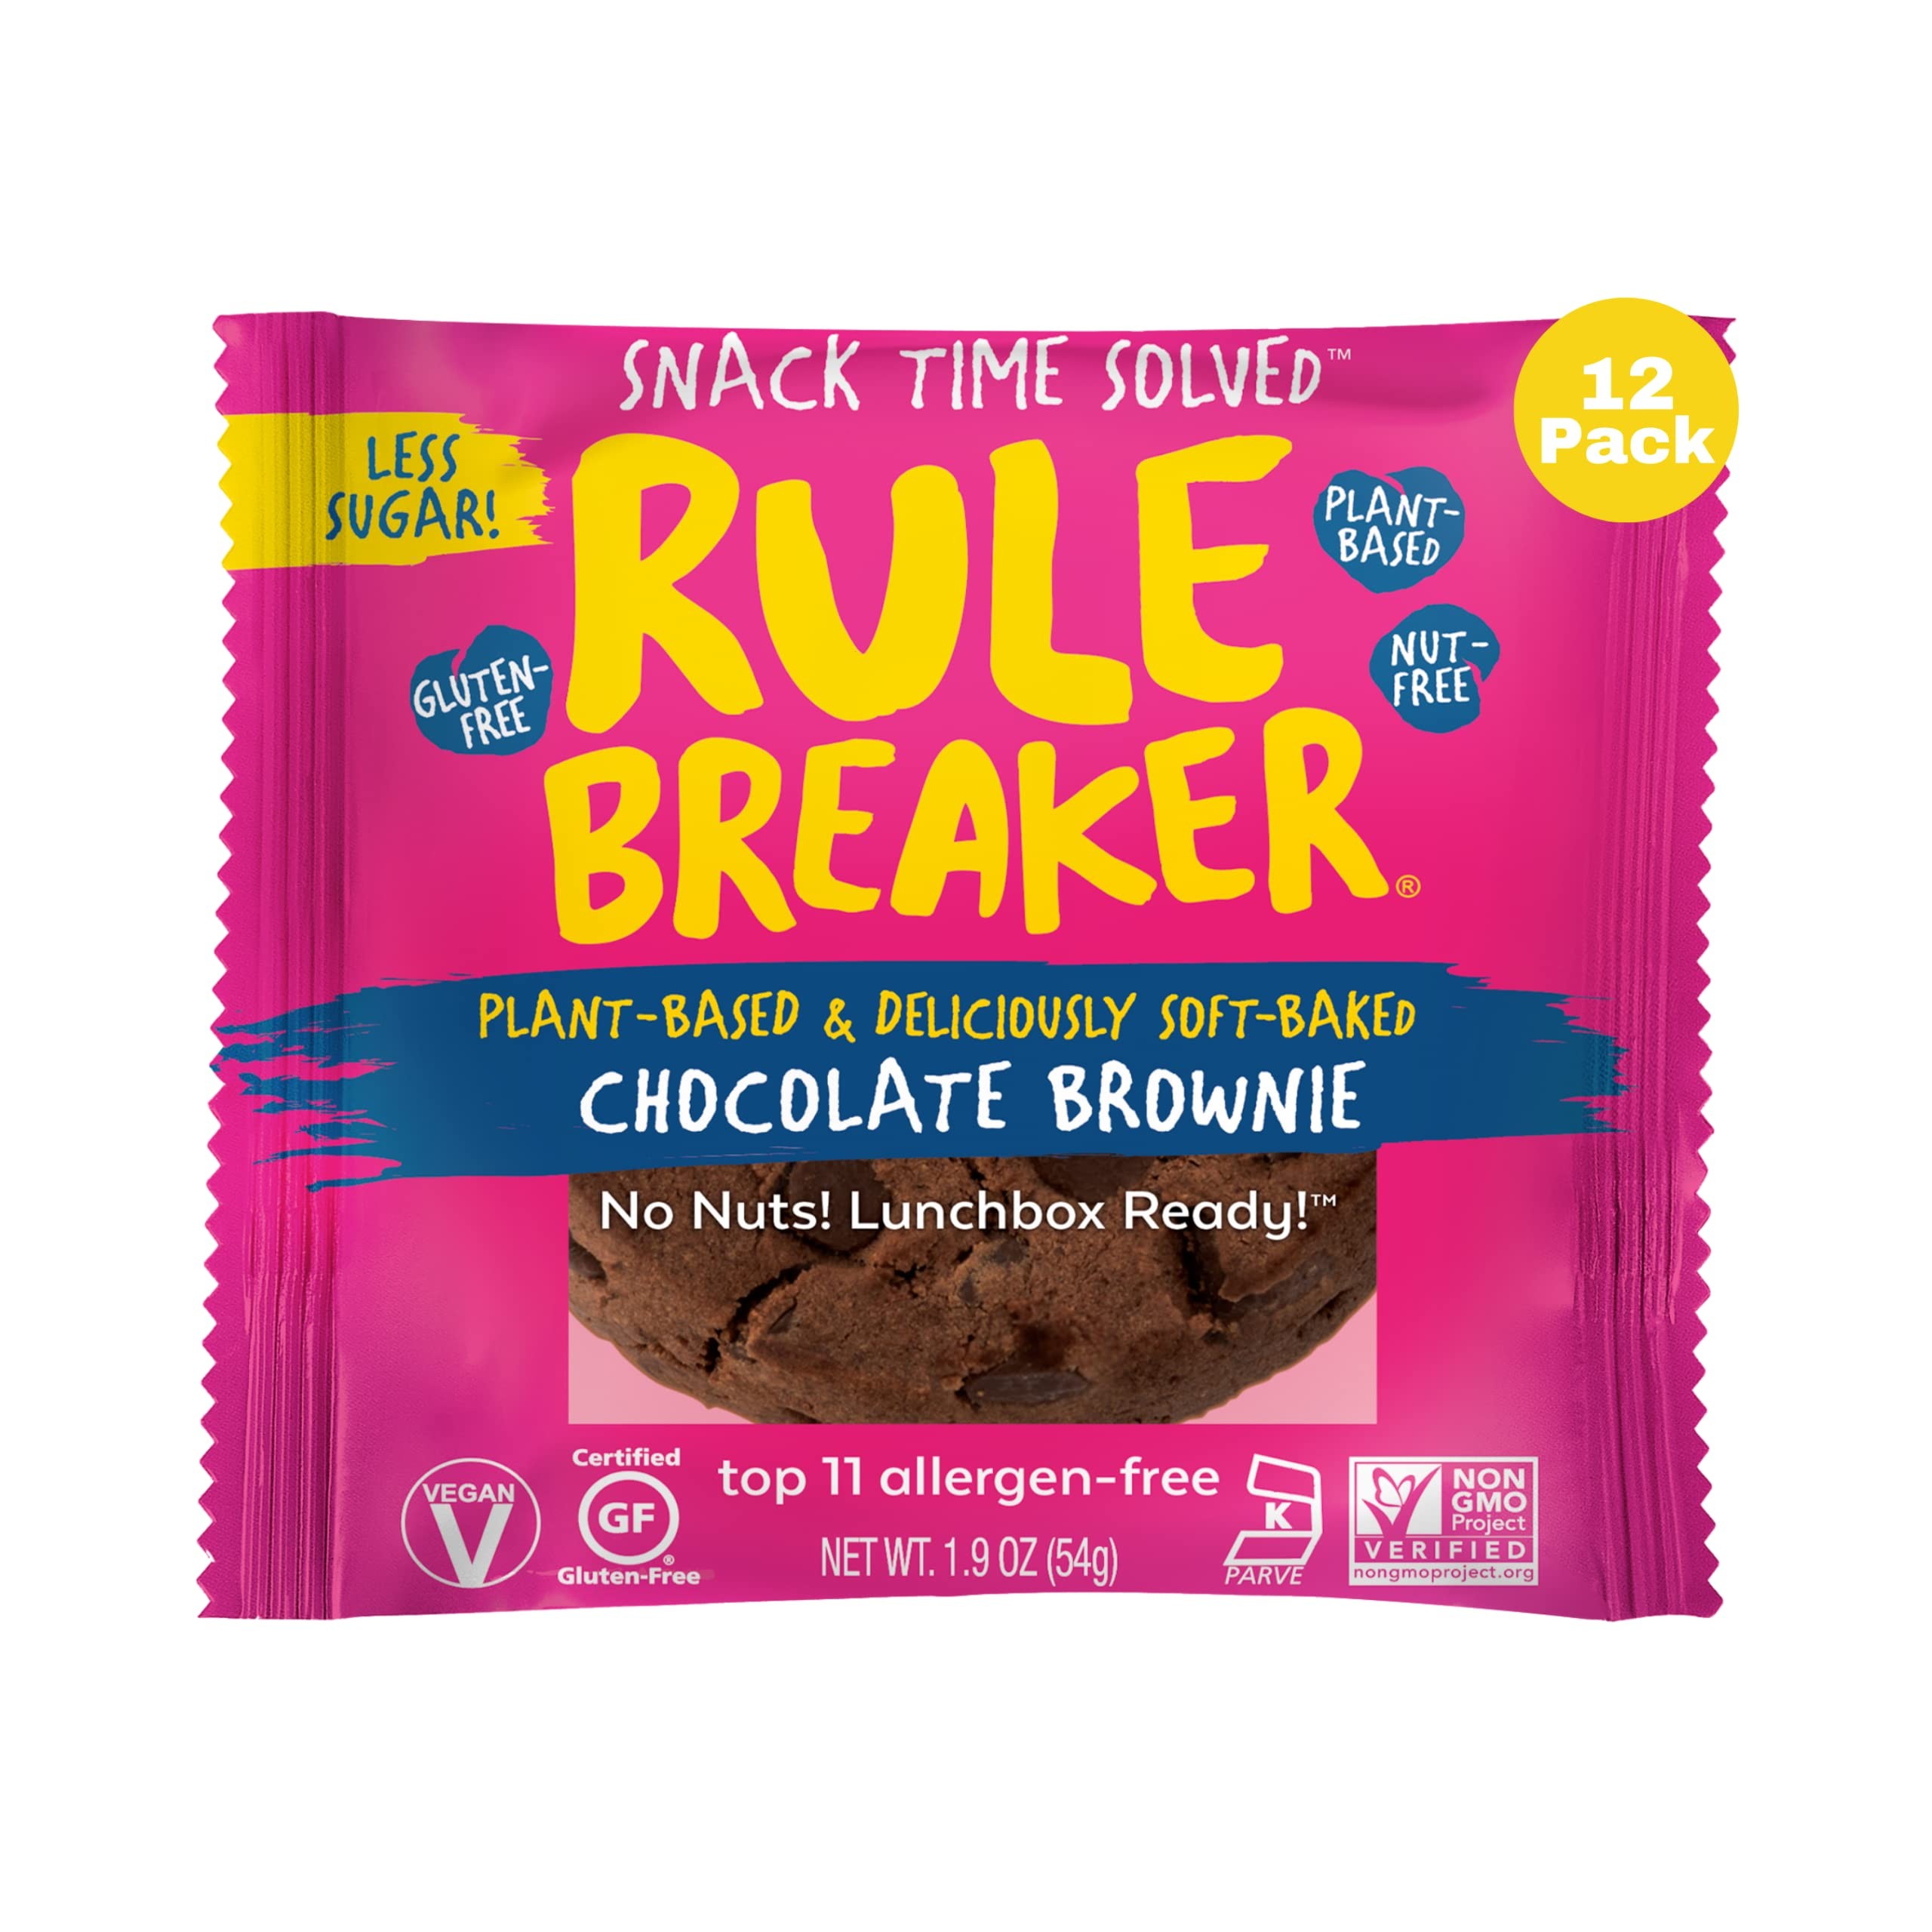 SNACK TIME SOLVED™
12
Pack
LESS
SUGAR!
RULE
BREAKER®
PLANT-
BASED
GLUTEN-
FREE
NUT-
FREE
PLANT-BASED & DELICIOUSLY SOFT-BAKED
CHOCOLATE BROWNIE
No Nuts! Lunchbox Ready!™
VEGAN
V
Certified
GF
®
Gluten-Free
top 11 allergen-free
NET WT. 1.9 OZ (54g)
K
PARVE
NON
GMO
Project
VERIFIED
nongmoproject.org